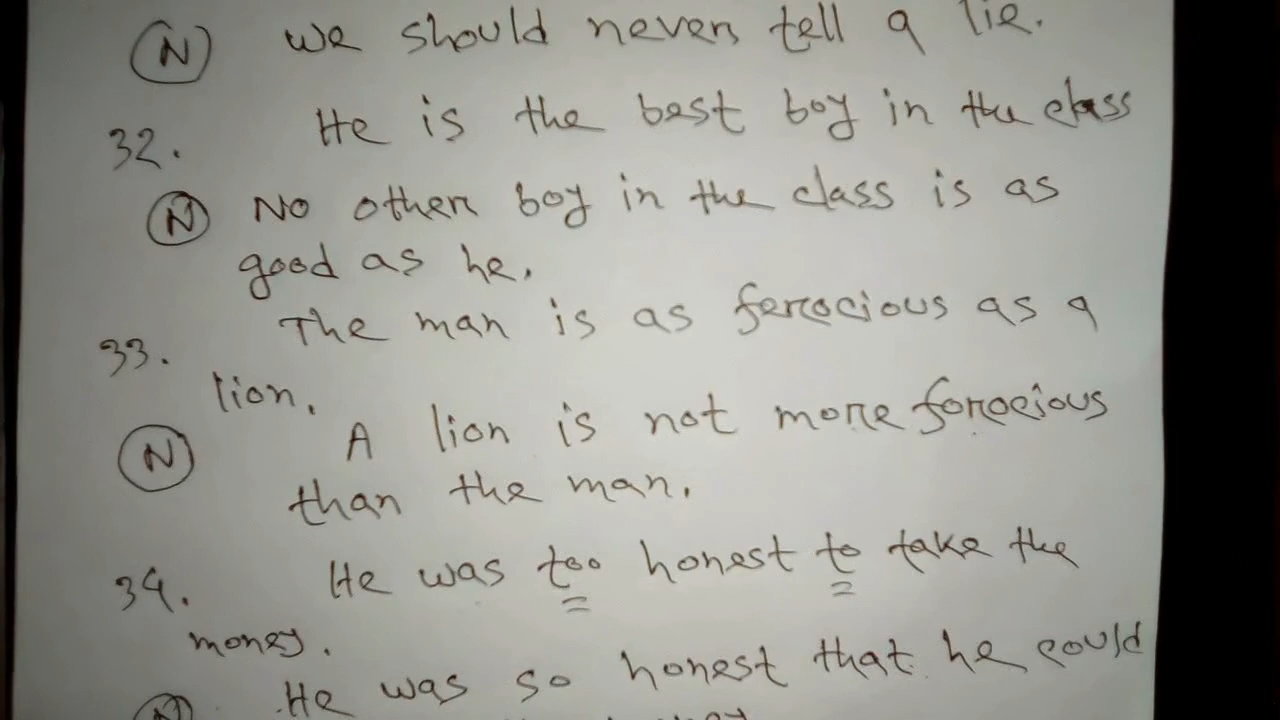 (N) We should never tell a lie.
32. He is the best boy in the class
(N) No other boy in the class is as
good as he.
33. The man is as ferocious as a
lion.
(N) A lion is not more forocious
than the man.
34. He was too honest to take the
money.
(N) He was so honest that he could